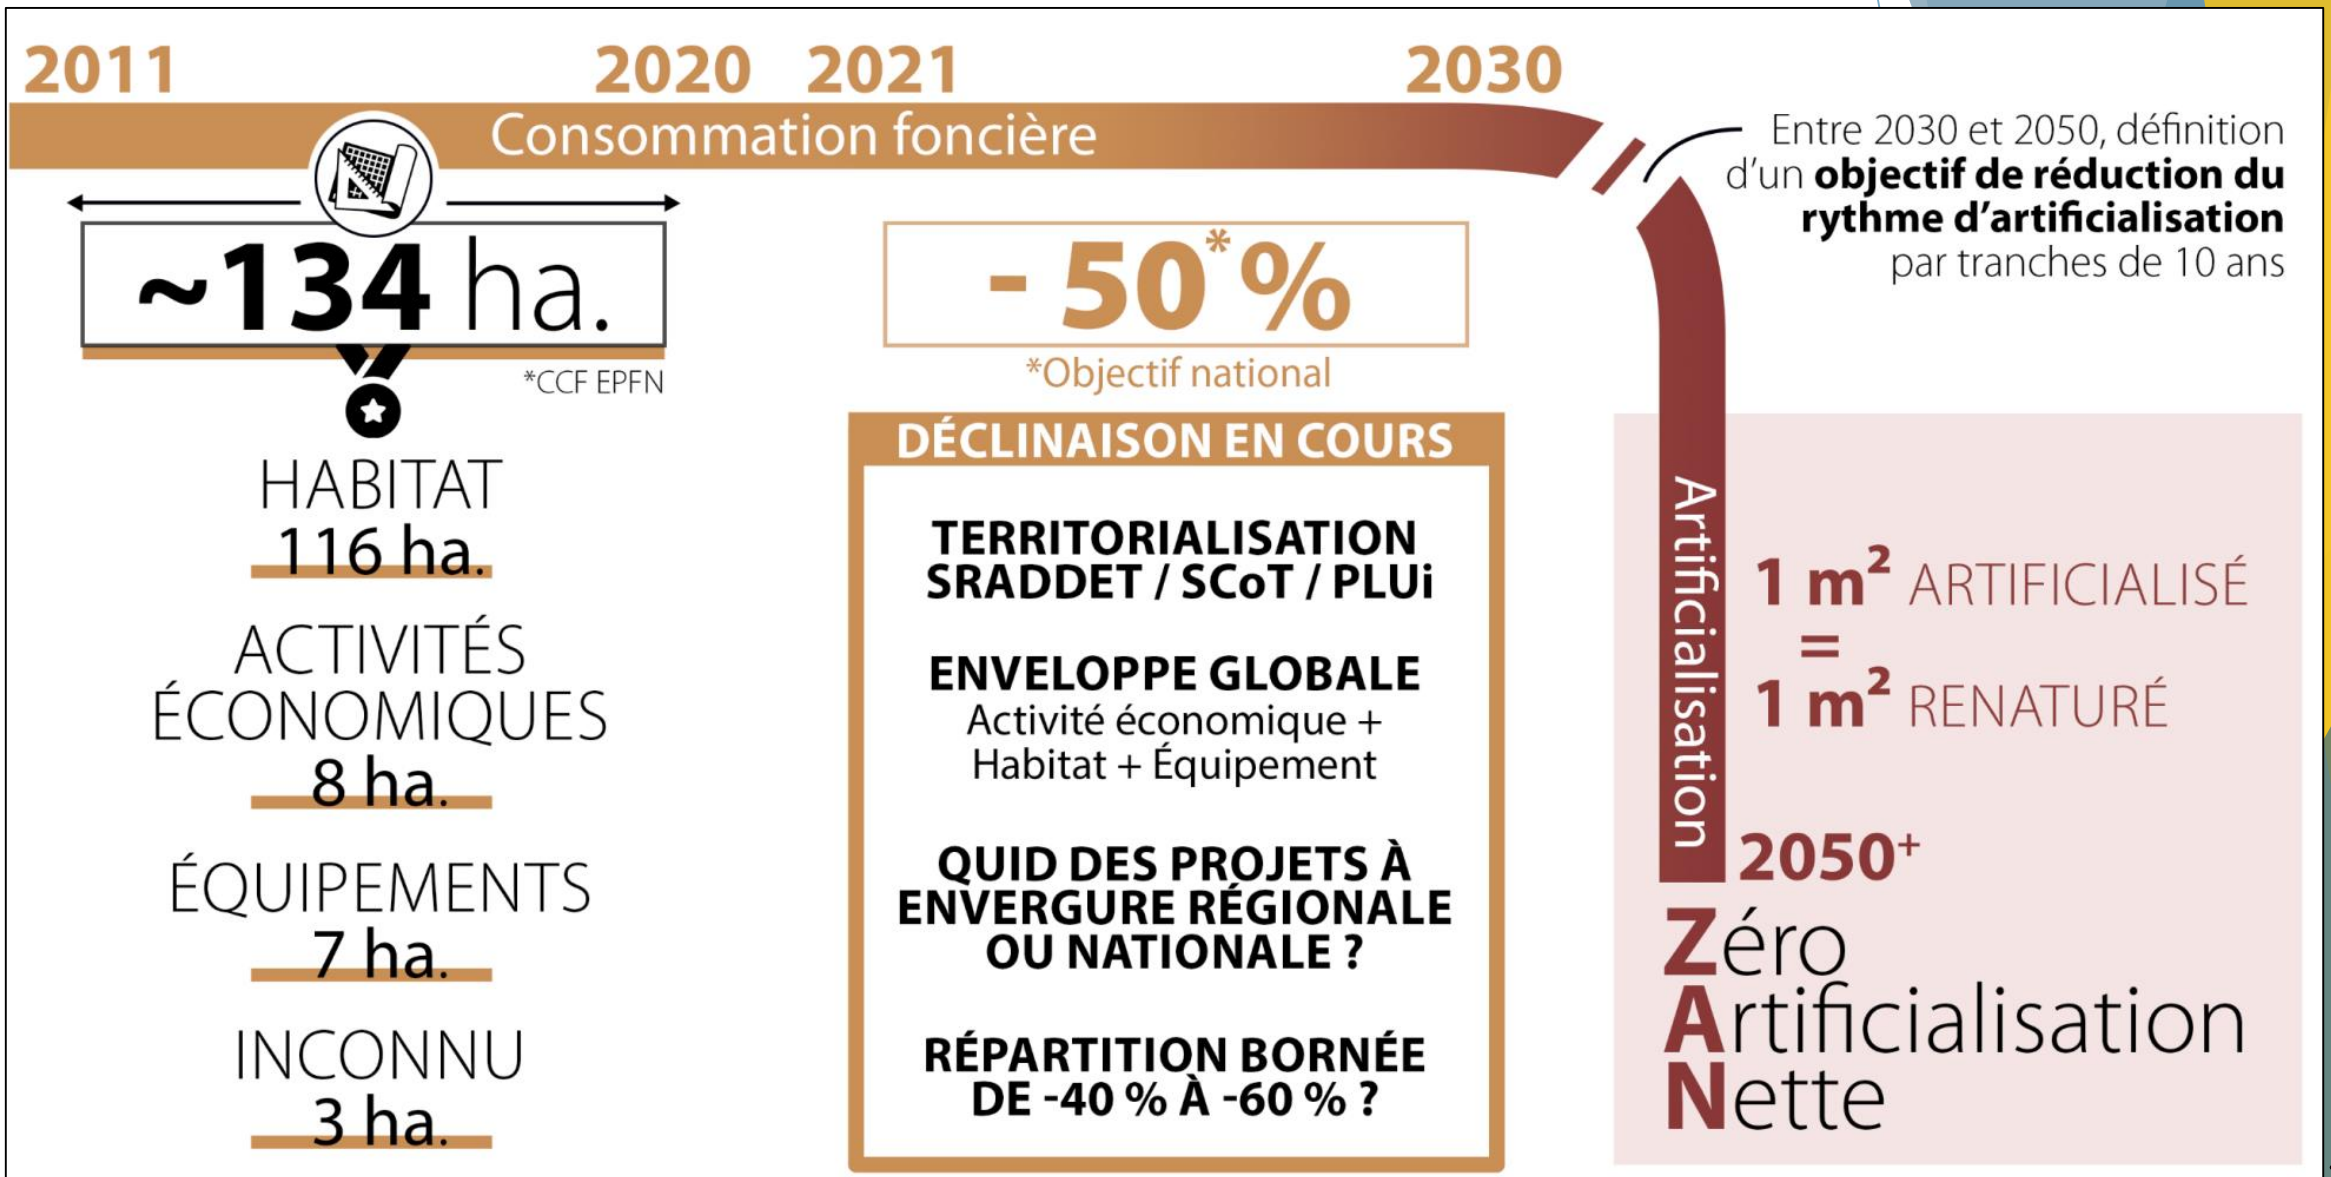 2011
2020
2021
2030
Consommation foncière
~134 ha.
*CCF EPFN
HABITAT
116 ha.
ACTIVITÉS
ÉCONOMIQUES
8 ha.
ÉQUIPEMENTS
7 ha.
INCONNU
3 ha.
- 50*%
*Objectif national
DÉCLINAISON EN COURS
TERRITORIALISATION
SRADDET / SCoT / PLUi
ENVELOPPE GLOBALE
Activité économique +
Habitat + Équipement
QUID DES PROJETS À
ENVERGURE RÉGIONALE
OU NATIONALE ?
RÉPARTITION BORNÉE
DE -40 % À -60 % ?
Entre 2030 et 2050, définition
d'un objectif de réduction du
rythme d'artificialisation
par tranches de 10 ans
Artificialisation
1 m² ARTIFICIALISÉ
=
1 m² RENATURÉ
2050+
Zéro
Artificialisation
Nette